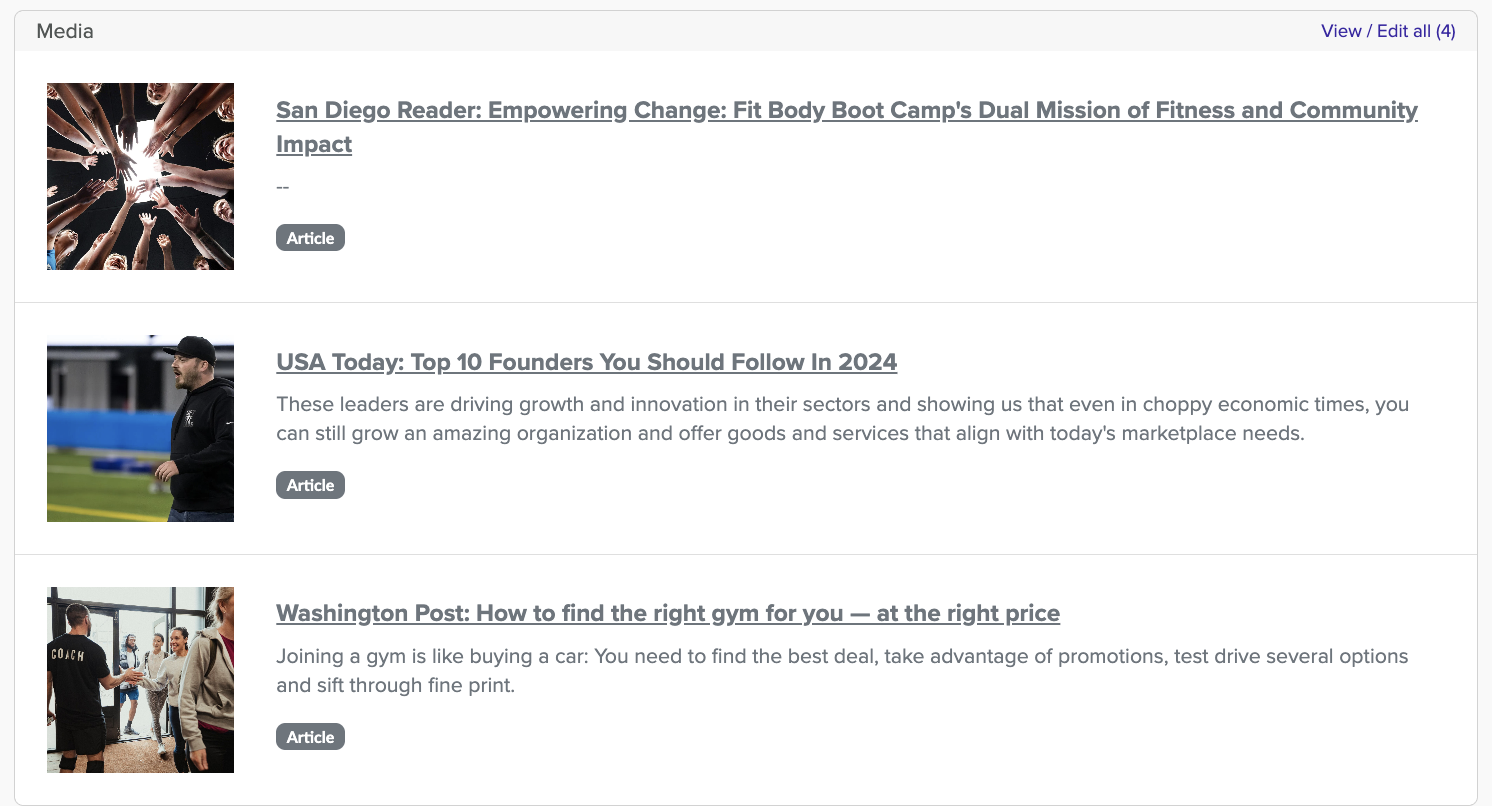 Media
View / Edit all (4)
San Diego Reader: Empowering Change: Fit Body Boot Camp's Dual Mission of Fitness and Community
Impact
--
Article
USA Today: Top 10 Founders You Should Follow In 2024
These leaders are driving growth and innovation in their sectors and showing us that even in choppy economic times, you
can still grow an amazing organization and offer goods and services that align with today's marketplace needs.
Article
Washington Post: How to find the right gym for you — at the right price
Joining a gym is like buying a car: You need to find the best deal, take advantage of promotions, test drive several options
and sift through fine print.
Article
COACH